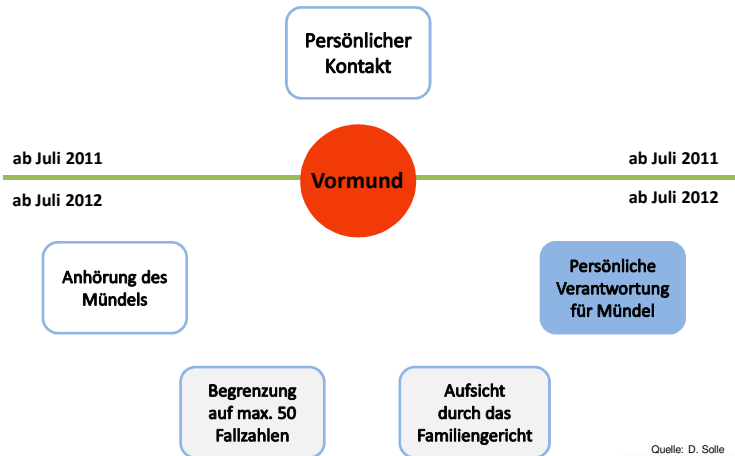 Persönlicher
Kontakt
ab Juli 2011
ab Juli 2011
Vormund
ab Juli 2012
ab Juli 2012
Anhörung des
Mündels
Persönliche
Verantwortung
für Mündel
Begrenzung
auf max. 50
Fallzahlen
Aufsicht
durch das
Familiengericht
Quelle: D. Solle